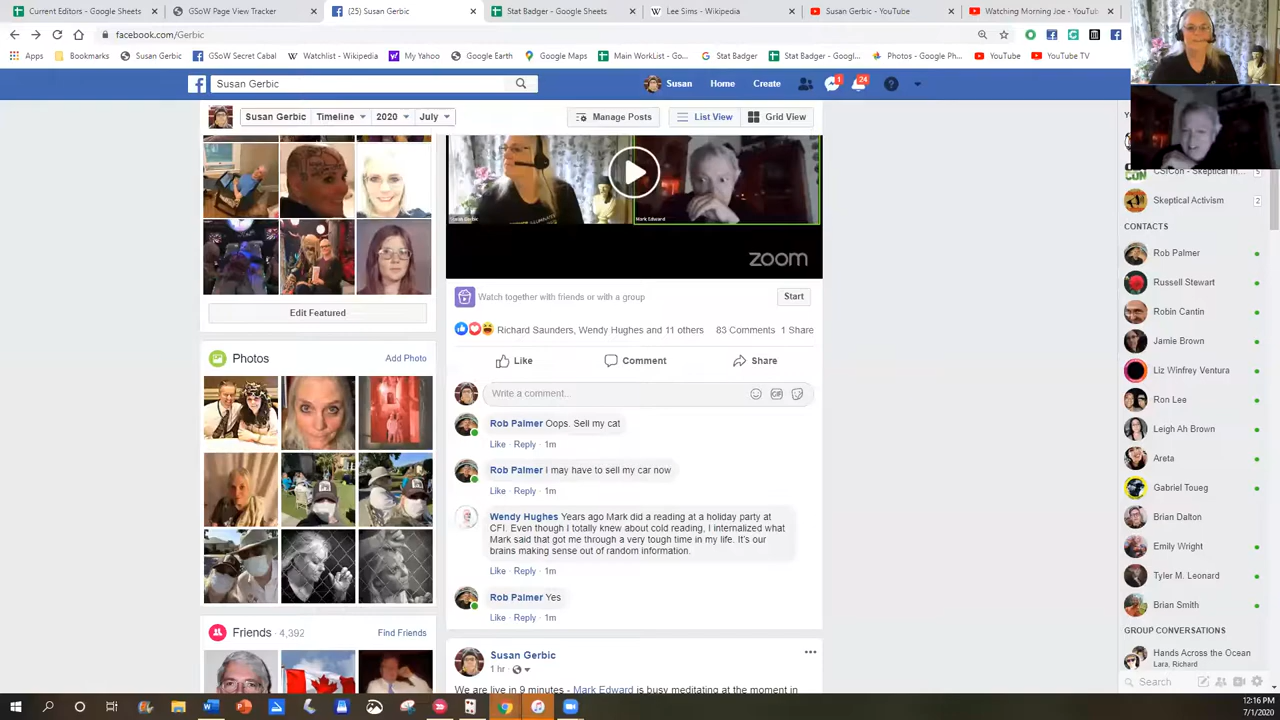 Current Editors - Google Sheets
GSoW Page View Tracker
(25) Susan Gerbic
Stat Badger - Google Sheets
Lee Sims - Wikipedia
Susan Gerbic - YouTube
Watching Morning Joe - YouTu
facebook.com/Gerbic
Apps
Bookmarks
Susan Gerbic
GSoW Secret Cabal
Watchlist - Wikipedia
My Yahoo
Google Earth
Google Maps
Main WorkList - Go...
Stat Badger
Stat Badger - Googl...
Photos - Google Ph...
YouTube
YouTube TV
Susan Gerbic
Susan
Home
Create
1
24
Susan Gerbic
Timeline
2020
July
Manage Posts
List View
Grid View
Mark Edward
zoom
Edit Featured
Watch together with friends or with a group
Start
Richard Saunders, Wendy Hughes and 11 others
83 Comments
1 Share
Like
Comment
Share
Photos
Add Photo
Write a comment...
Rob Palmer Oops. Sell my cat
Like · Reply · 1m
Rob Palmer I may have to sell my car now
Like · Reply · 1m
Wendy Hughes Years ago Mark did a reading at a holiday party at
CFI. Even though I totally knew about cold reading, I internalized what
Mark said that got me through a very tough time in my life. It's our
brains making sense out of random information.
Like · Reply · 1m
Rob Palmer Yes
Like · Reply · 1m
Friends · 4,392
Find Friends
Susan Gerbic
1 hr ·
We are live in 9 minutes - Mark Edward is busy meditating at the moment in
CSICon - Skeptical In...
5
Skeptical Activism
2
CONTACTS
Rob Palmer
Russell Stewart
Robin Cantin
Jamie Brown
Liz Winfrey Ventura
Ron Lee
Leigh Ah Brown
Areta
Gabriel Toueg
Brian Dalton
Emily Wright
Tyler M. Leonard
Brian Smith
GROUP CONVERSATIONS
Hands Across the Ocean
Lara, Richard
Search
12:16 PM
7/1/2020